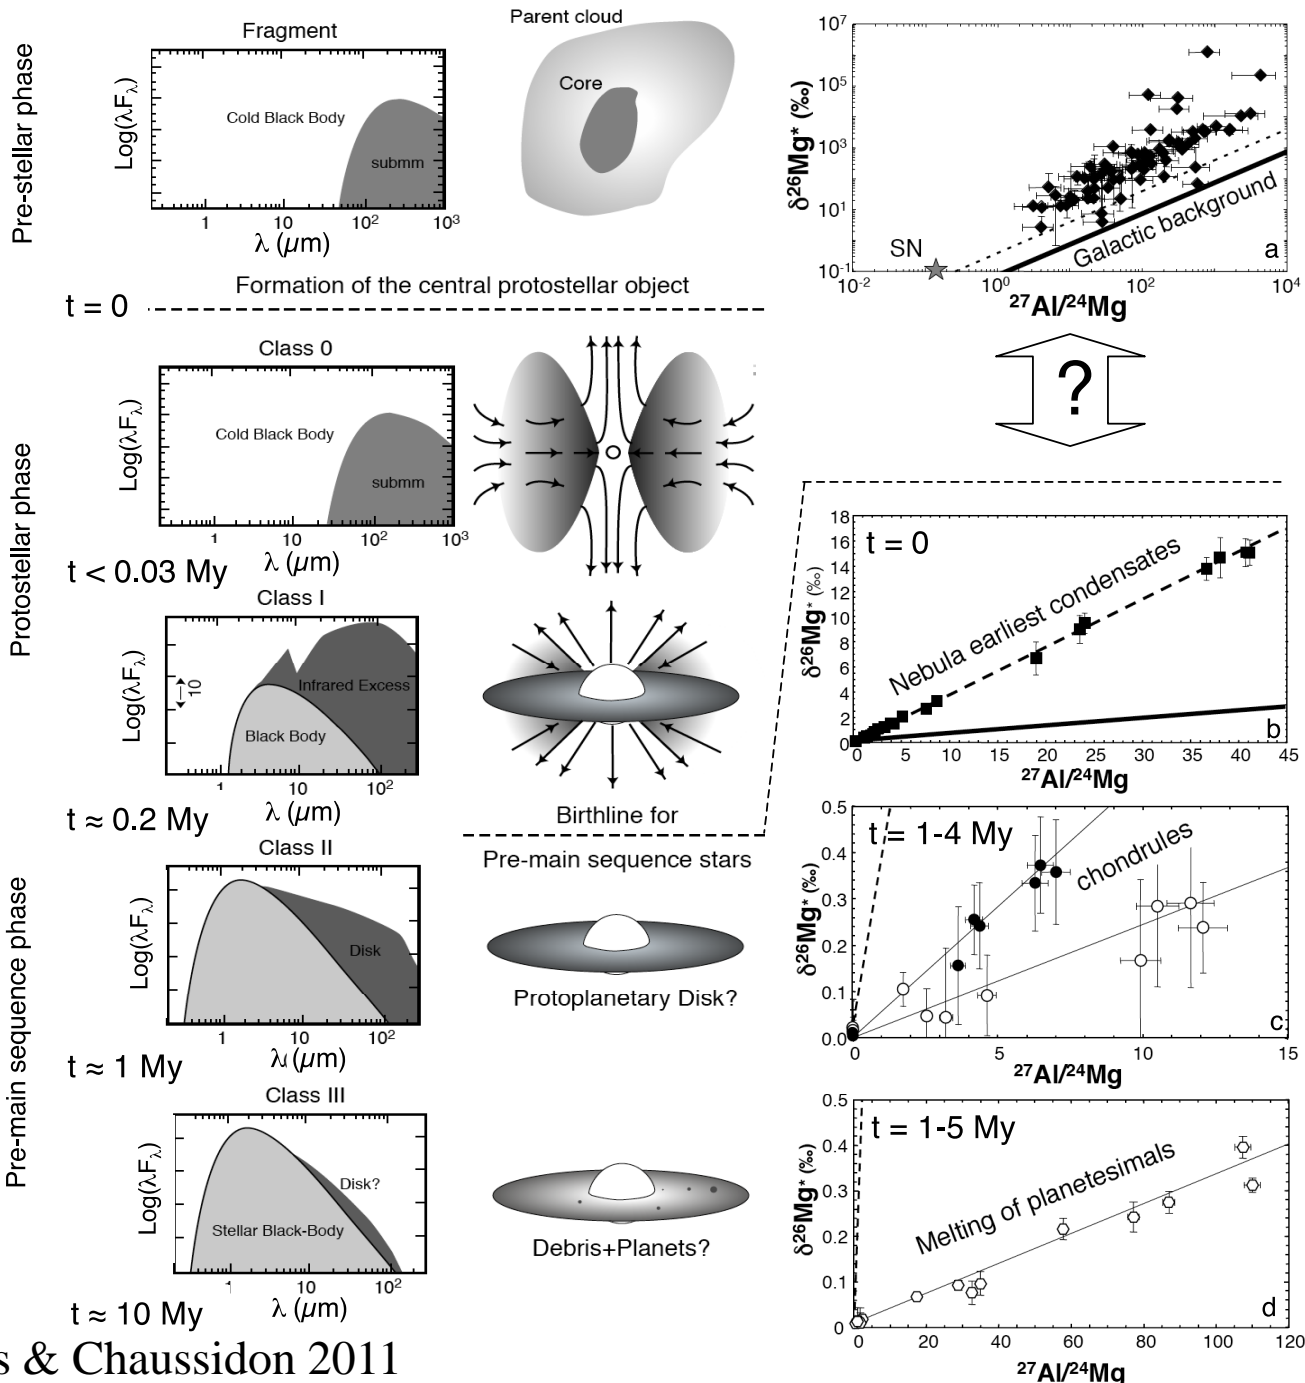 Pre-stellar phase
Fragment
Log(λFλ)
Cold Black Body
submm
1 10 10² 10³
λ (µm)
Parent cloud
Core
t = 0
Formation of the central protostellar object
Protostellar phase
Class 0
Log(λFλ)
Cold Black Body
submm
1 10 10² 10³
λ (µm)
t < 0.03 My
Class I
Log(λFλ)
10
Infrared Excess
Black Body
1 10 10²
λ (µm)
t ≈ 0.2 My
Birthline for
Pre-main sequence stars
Pre-main sequence phase
Class II
Log(λFλ)
Disk
1 10 10²
λ (µm)
t ≈ 1 My
Protoplanetary Disk?
Class III
Log(λFλ)
Disk?
Stellar Black-Body
1 10 10²
λ (µm)
t ≈ 10 My
Debris+Planets?
δ²⁶Mg* (‰)
10⁷
10⁵
10³
10¹
10⁻¹
SN
Galactic background
a
10⁻² 10⁰ 10² 10⁴
²⁷Al/²⁴Mg
?
δ²⁶Mg* (‰)
18
16
14
12
10
8
6
4
2
0
t = 0
Nebula earliest condensates
b
0 5 10 15 20 25 30 35 40 45
²⁷Al/²⁴Mg
δ²⁶Mg* (‰)
0.5
0.4
0.3
0.2
0.1
0.0
t = 1-4 My
chondrules
c
0 5 10 15
²⁷Al/²⁴Mg
δ²⁶Mg* (‰)
0.5
0.4
0.3
0.2
0.1
0
t = 1-5 My
Melting of planetesimals
d
0 20 40 60 80 100 120
²⁷Al/²⁴Mg
s & Chaussidon 2011